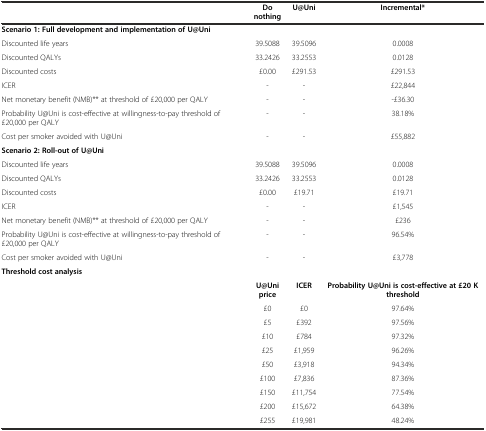 Do nothing U@Uni Incremental*
Scenario 1: Full development and implementation of U@Uni
Discounted life years 39.5088 39.5096 0.0008
Discounted QALYs 33.2426 33.2553 0.0128
Discounted costs £0.00 £291.53 £291.53
ICER - - £22,844
Net monetary benefit (NMB)** at threshold of £20,000 per QALY - - -£36.30
Probability U@Uni is cost-effective at willingness-to-pay threshold of £20,000 per QALY - - 38.18%
Cost per smoker avoided with U@Uni - - £55,882
Scenario 2: Roll-out of U@Uni
Discounted life years 39.5088 39.5096 0.0008
Discounted QALYs 33.2426 33.2553 0.0128
Discounted costs £0.00 £19.71 £19.71
ICER - - £1,545
Net monetary benefit (NMB)** at threshold of £20,000 per QALY - - £236
Probability U@Uni is cost-effective at willingness-to-pay threshold of £20,000 per QALY - - 96.54%
Cost per smoker avoided with U@Uni - - £3,778
Threshold cost analysis
U@Uni price ICER Probability U@Uni is cost-effective at £20 K threshold
£0 £0 97.64%
£5 £392 97.56%
£10 £784 97.32%
£25 £1,959 96.26%
£50 £3,918 94.34%
£100 £7,836 87.36%
£150 £11,754 77.54%
£200 £15,672 64.38%
£255 £19,981 48.24%